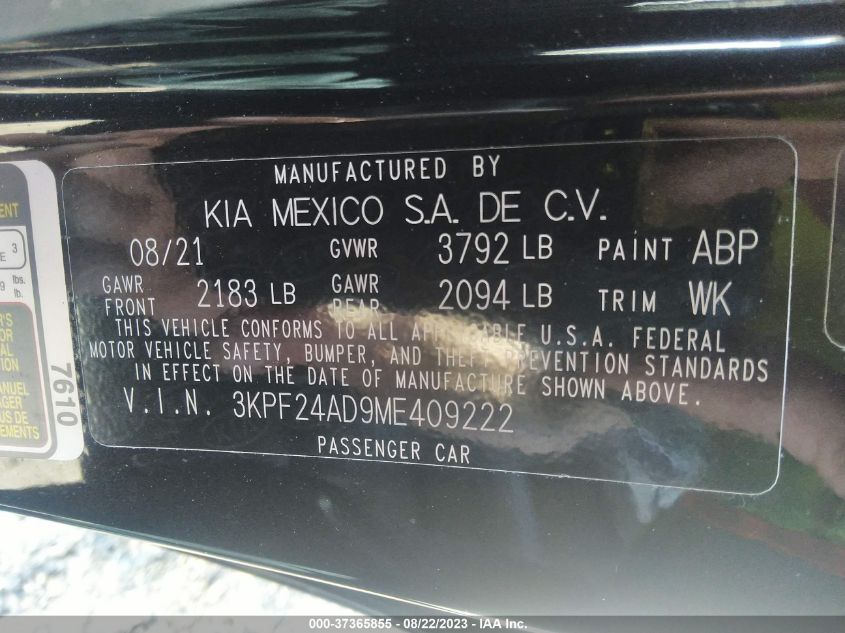 MANUFACTURED BY
KIA MEXICO S.A. DE C.V.
08/21 GVWR 3792 LB PAINT ABP
GAWR FRONT 2183 LB GAWR REAR 2094 LB TRIM WK
THIS VEHICLE CONFORMS TO ALL APPLICABLE U.S.A. FEDERAL
MOTOR VEHICLE SAFETY, BUMPER, AND THEFT PREVENTION STANDARDS
IN EFFECT ON THE DATE OF MANUFACTURE SHOWN ABOVE.
V.I.N. 3KPF24AD9ME409222
PASSENGER CAR
3
lbs.
lb.
7610
000-37365855 - 08/22/2023 - IAA Inc.